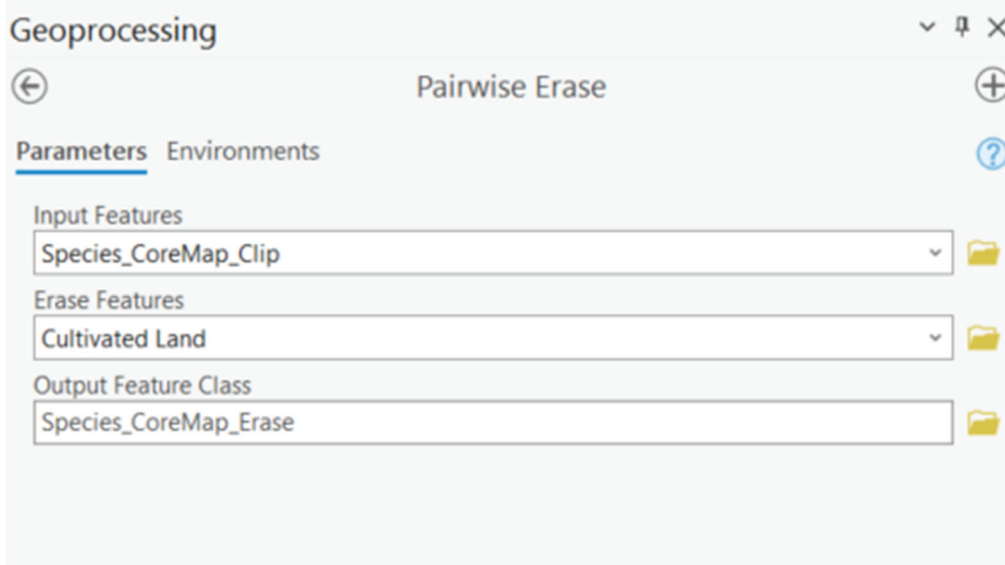 Geoprocessing
Pairwise Erase
Parameters Environments
Input Features
Species_CoreMap_Clip
Erase Features
Cultivated Land
Output Feature Class
Species_CoreMap_Erase